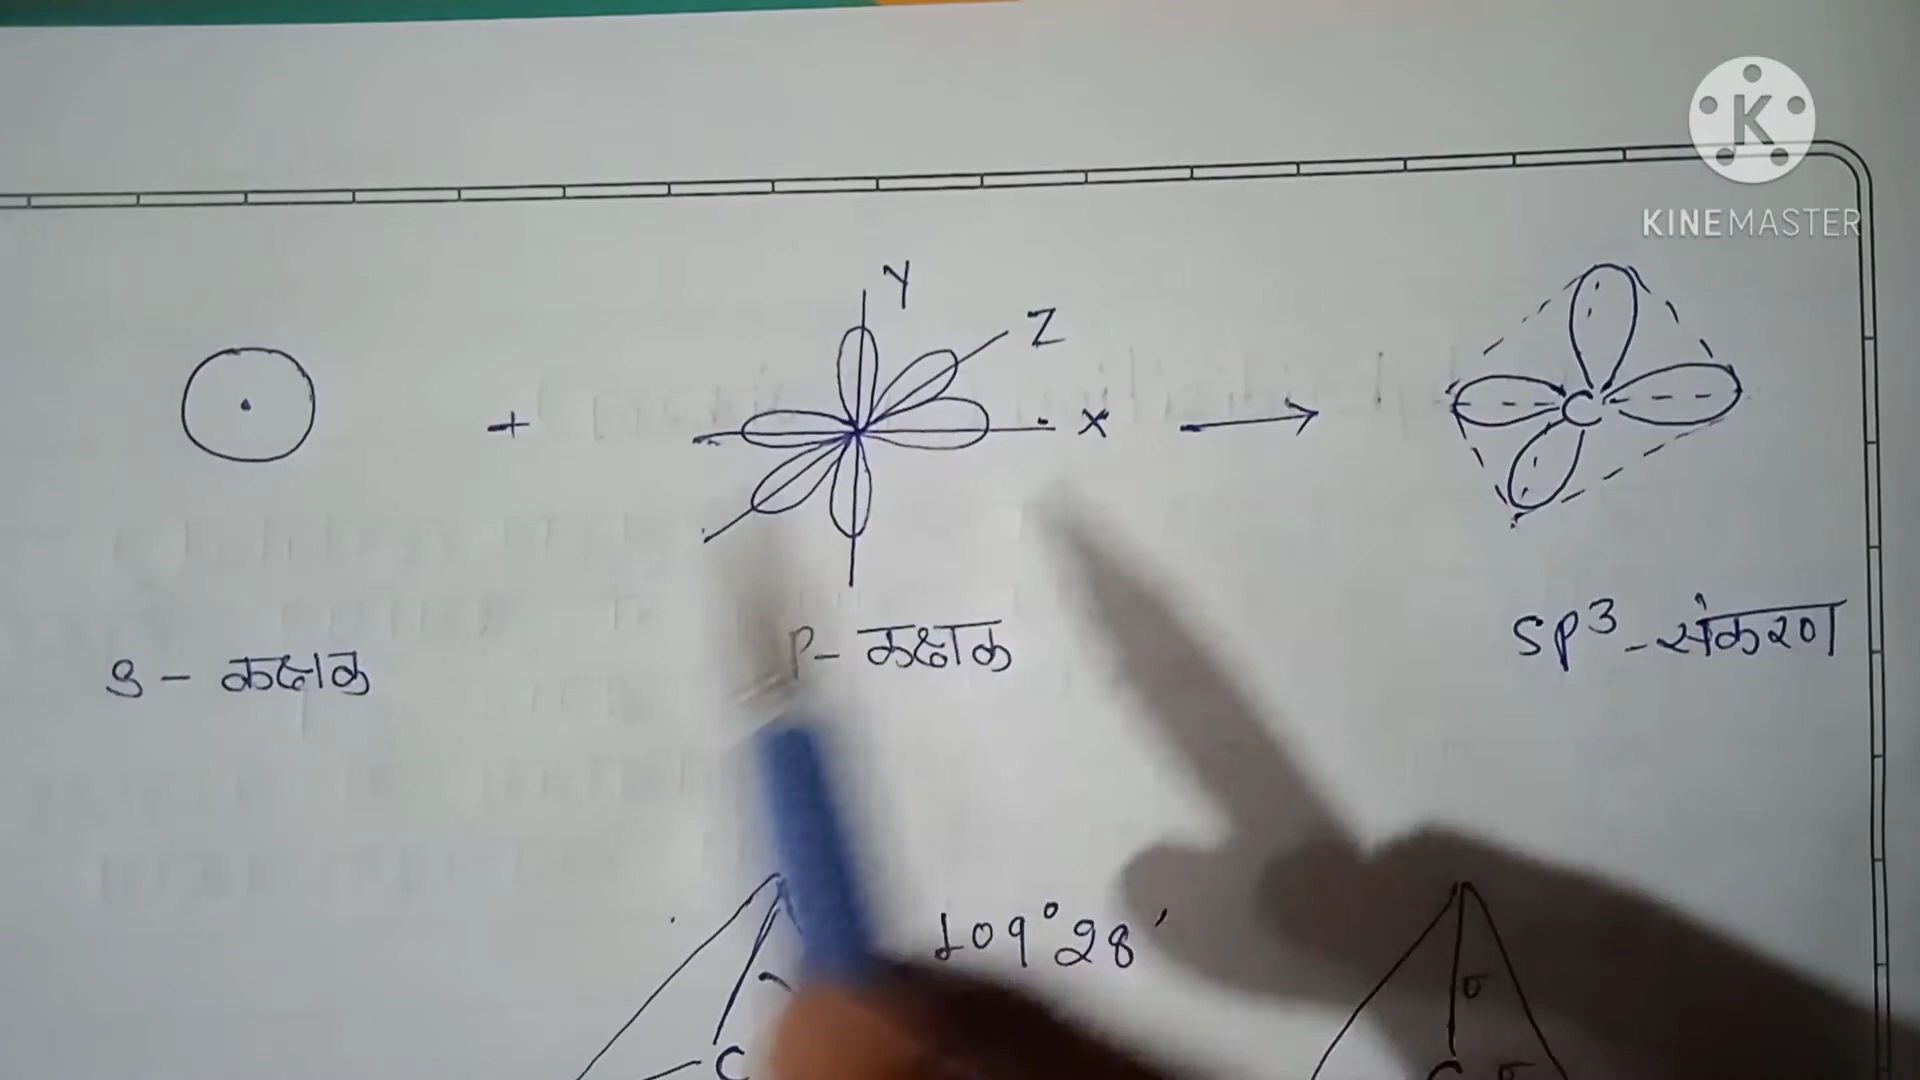 K
KINEMASTER
Y
Z
+
X
C
S - कक्षक
P- कक्षक
SP³ - संकरण
109°28'
σ
C
C σ